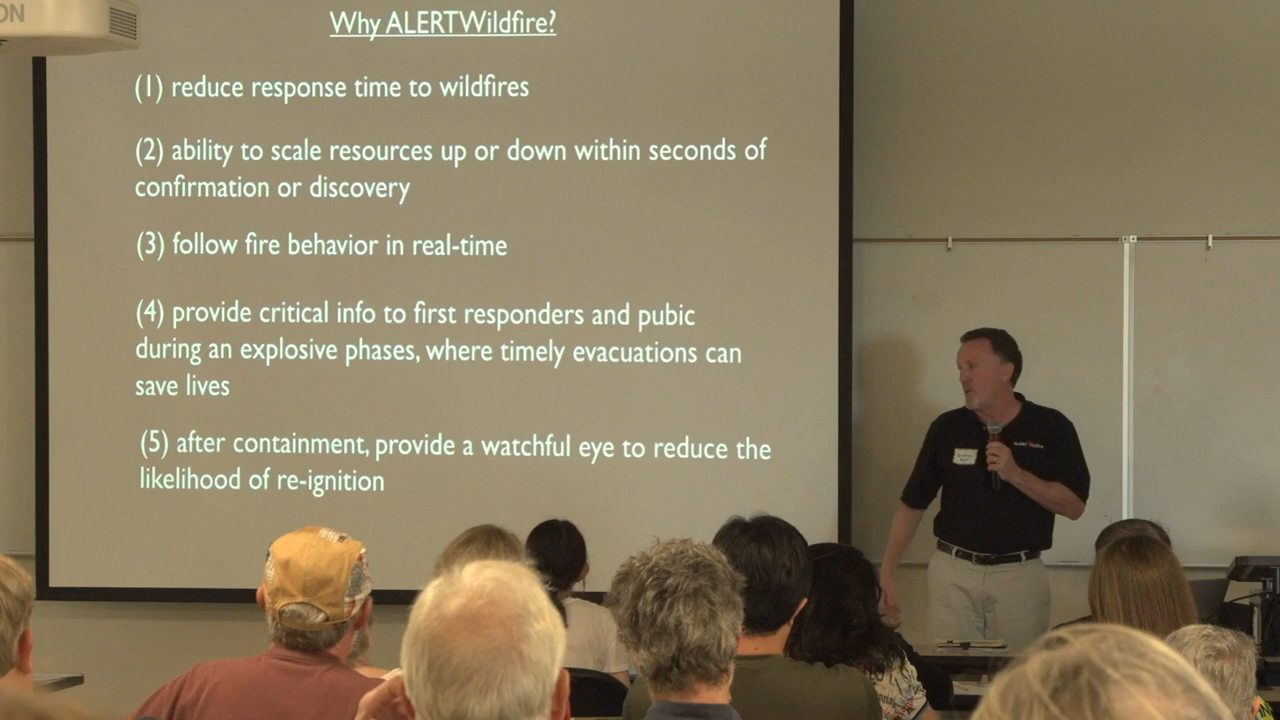 ON
Why ALERTWildfire?
(1) reduce response time to wildfires
(2) ability to scale resources up or down within seconds of
confirmation or discovery
(3) follow fire behavior in real-time
(4) provide critical info to first responders and pubic
during an explosive phases, where timely evacuations can
save lives
(5) after containment, provide a watchful eye to reduce the
likelihood of re-ignition
ALERT